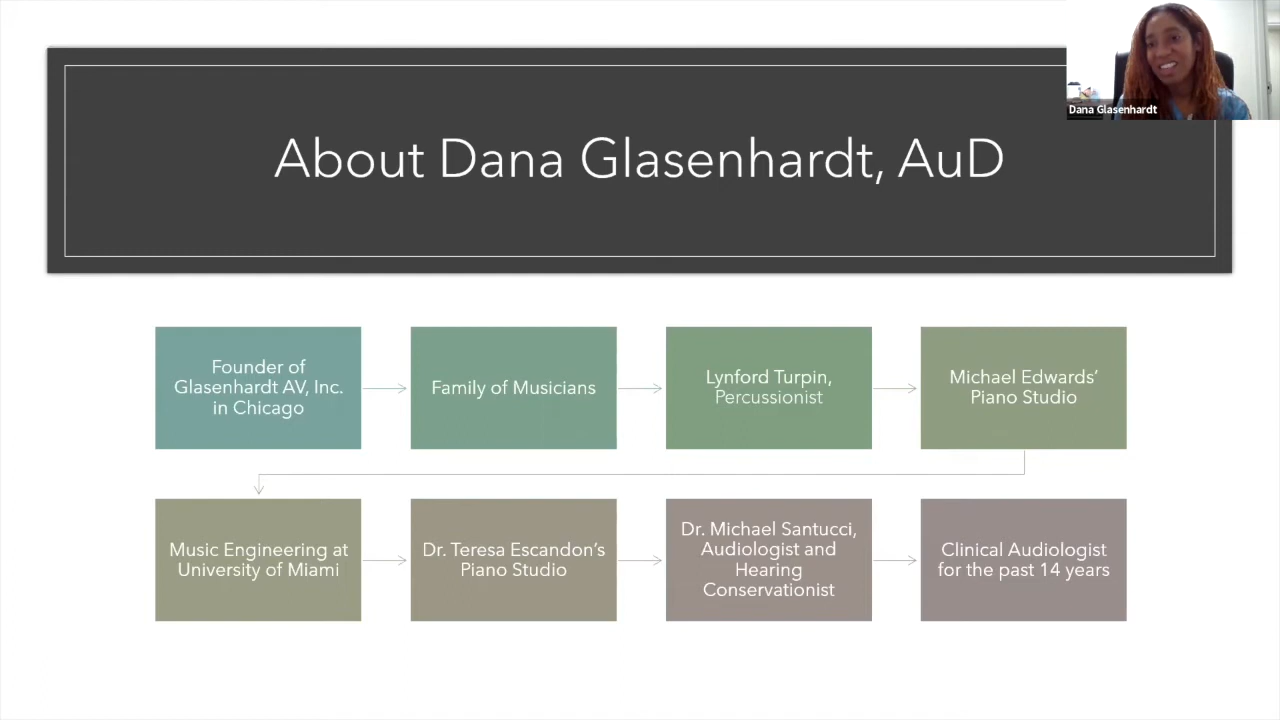 Dana Glasenhardt
About Dana Glasenhardt, AuD
Founder of
Glasenhardt AV, Inc.
in Chicago
Family of Musicians
Lynford Turpin,
Percussionist
Michael Edwards’
Piano Studio
Music Engineering at
University of Miami
Dr. Teresa Escandon’s
Piano Studio
Dr. Michael Santucci,
Audiologist and
Hearing
Conservationist
Clinical Audiologist
for the past 14 years